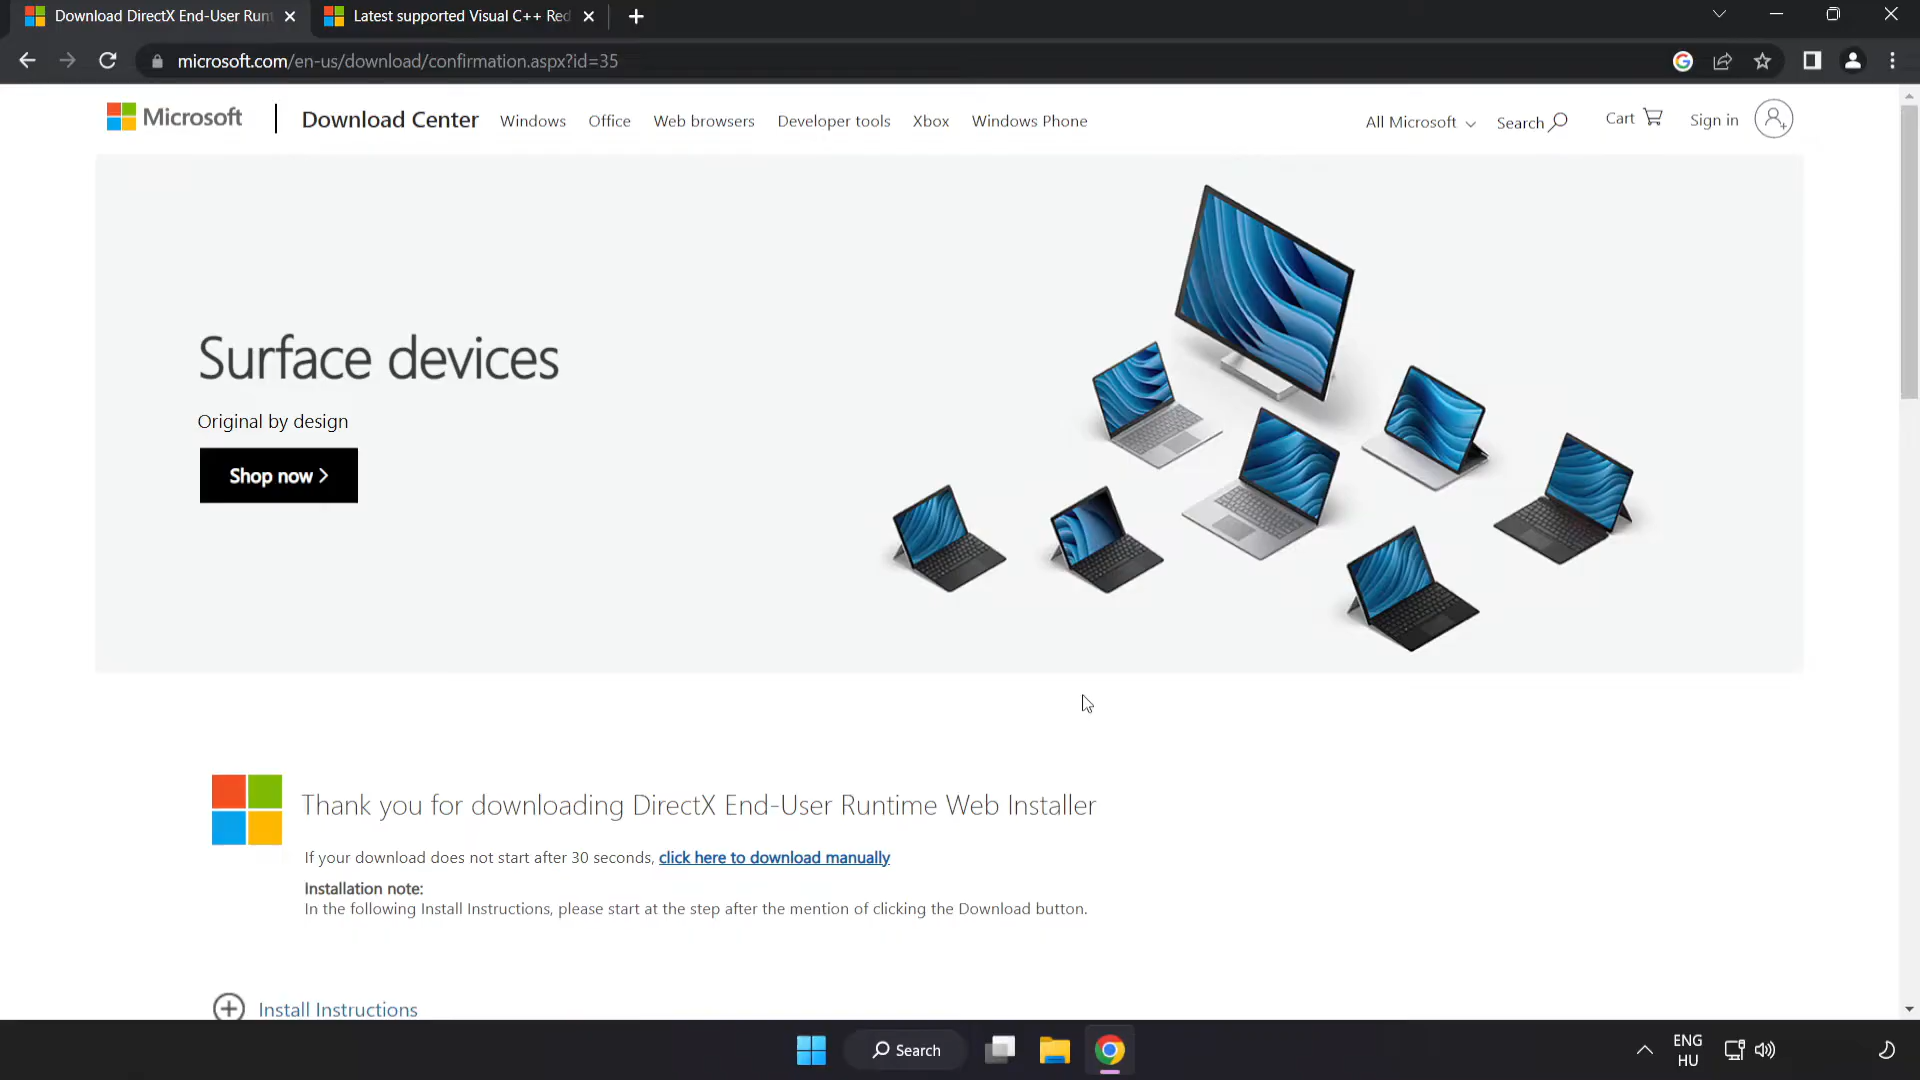 Download DirectX End-User Runt
Latest supported Visual C++ Red
microsoft.com/en-us/download/confirmation.aspx?id=35
Microsoft
Download Center
Windows
Office
Web browsers
Developer tools
Xbox
Windows Phone
All Microsoft
Search
Cart
Sign in
Surface devices
Original by design
Shop now
Thank you for downloading DirectX End-User Runtime Web Installer
If your download does not start after 30 seconds, click here to download manually
Installation note:
In the following Install Instructions, please start at the step after the mention of clicking the Download button.
Install Instructions
Search
ENG
HU